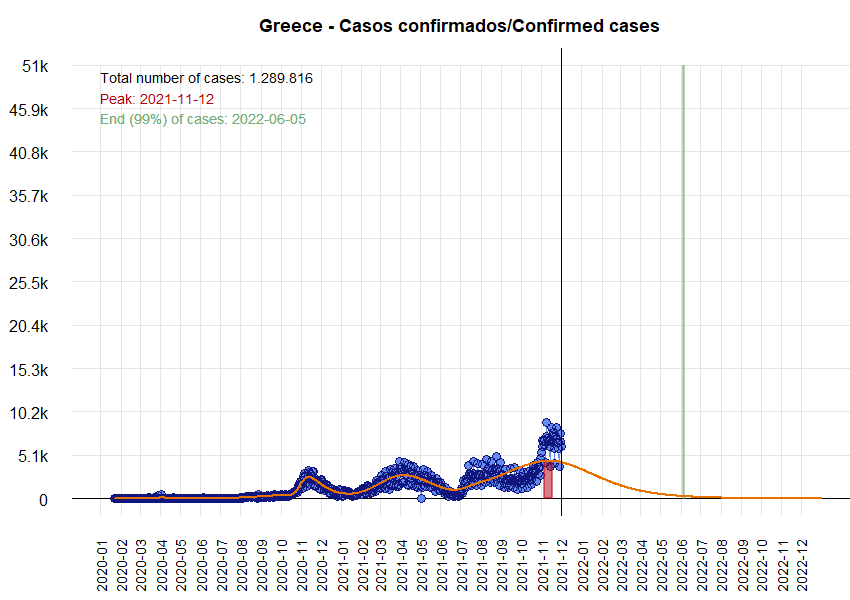 Greece - Casos confirmados/Confirmed cases
51k
Total number of cases: 1.289.816
Peak: 2021-11-12
End (99%) of cases: 2022-06-05
45.9k
40.8k
35.7k
30.6k
25.5k
20.4k
15.3k
10.2k
5.1k
0
2020-01
2020-02
2020-03
2020-04
2020-05
2020-06
2020-07
2020-08
2020-09
2020-10
2020-11
2020-12
2021-01
2021-02
2021-03
2021-04
2021-05
2021-06
2021-07
2021-08
2021-09
2021-10
2021-11
2021-12
2022-01
2022-02
2022-03
2022-04
2022-05
2022-06
2022-07
2022-08
2022-09
2022-10
2022-11
2022-12